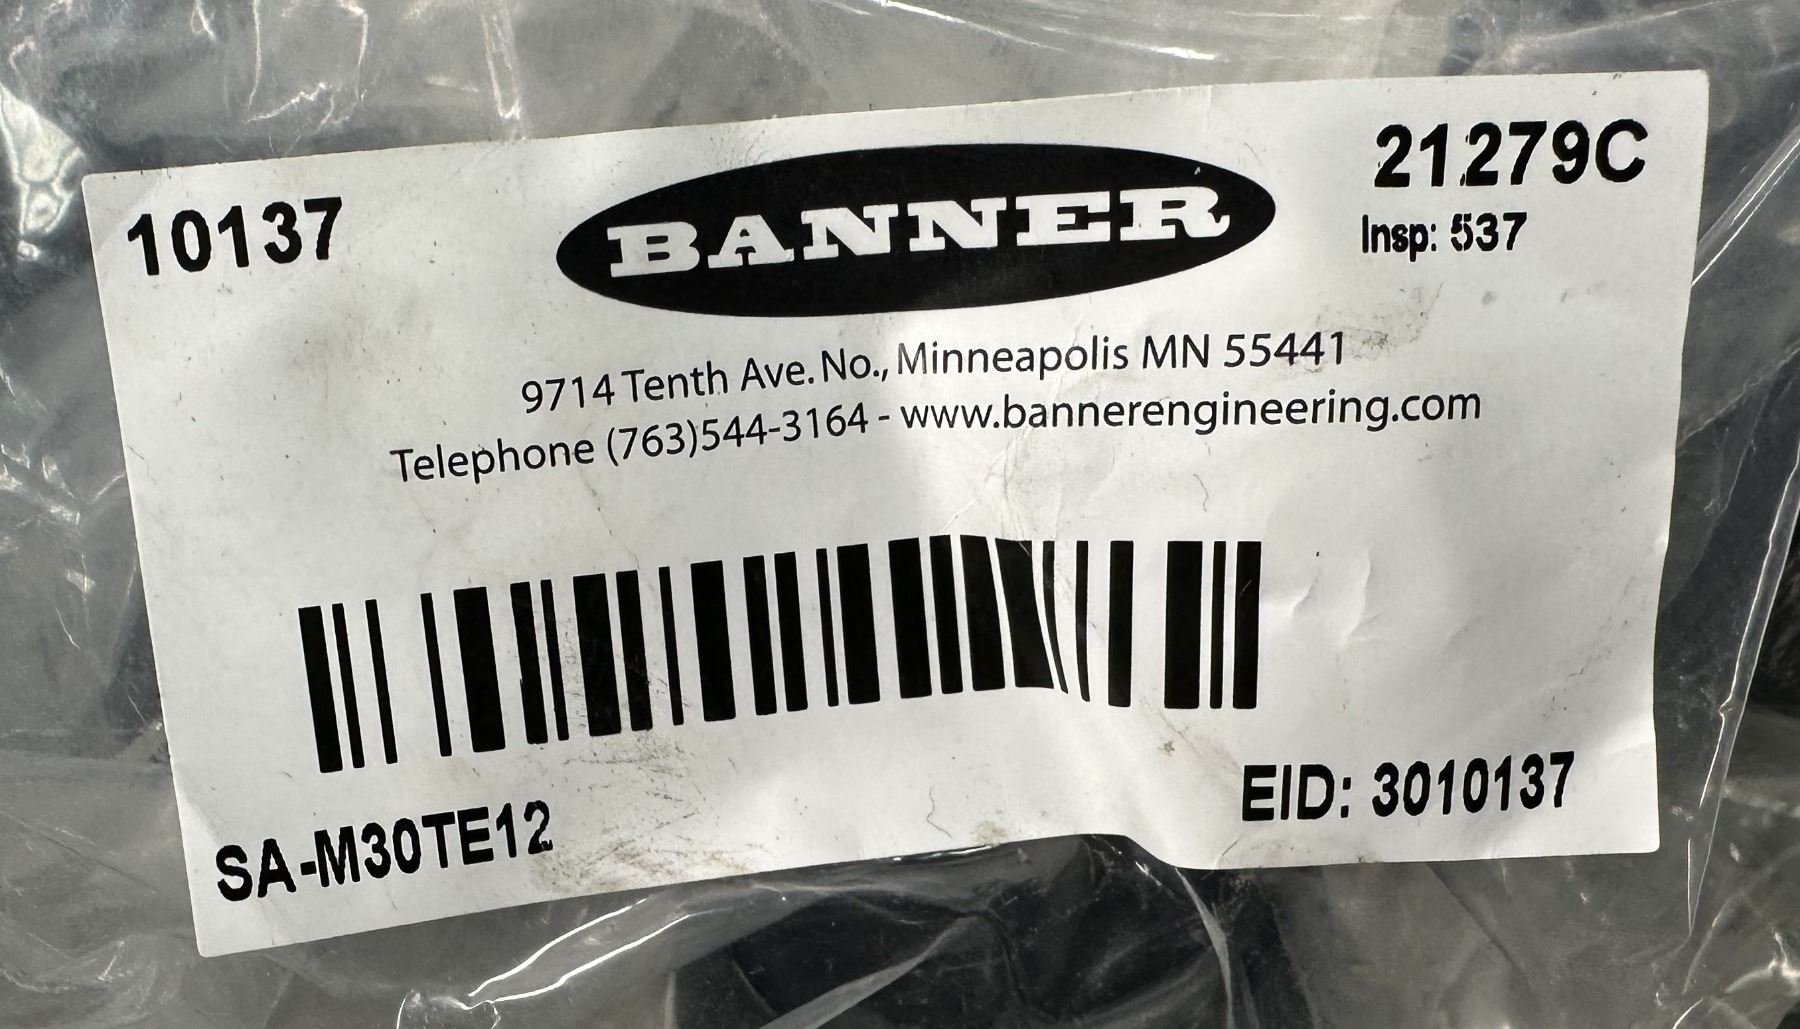 10137
BANNER
21279C
Insp: 537
9714 Tenth Ave. No., Minneapolis MN 55441
Telephone (763)544-3164 - www.bannerengineering.com
SA-M30TE12
EID: 3010137